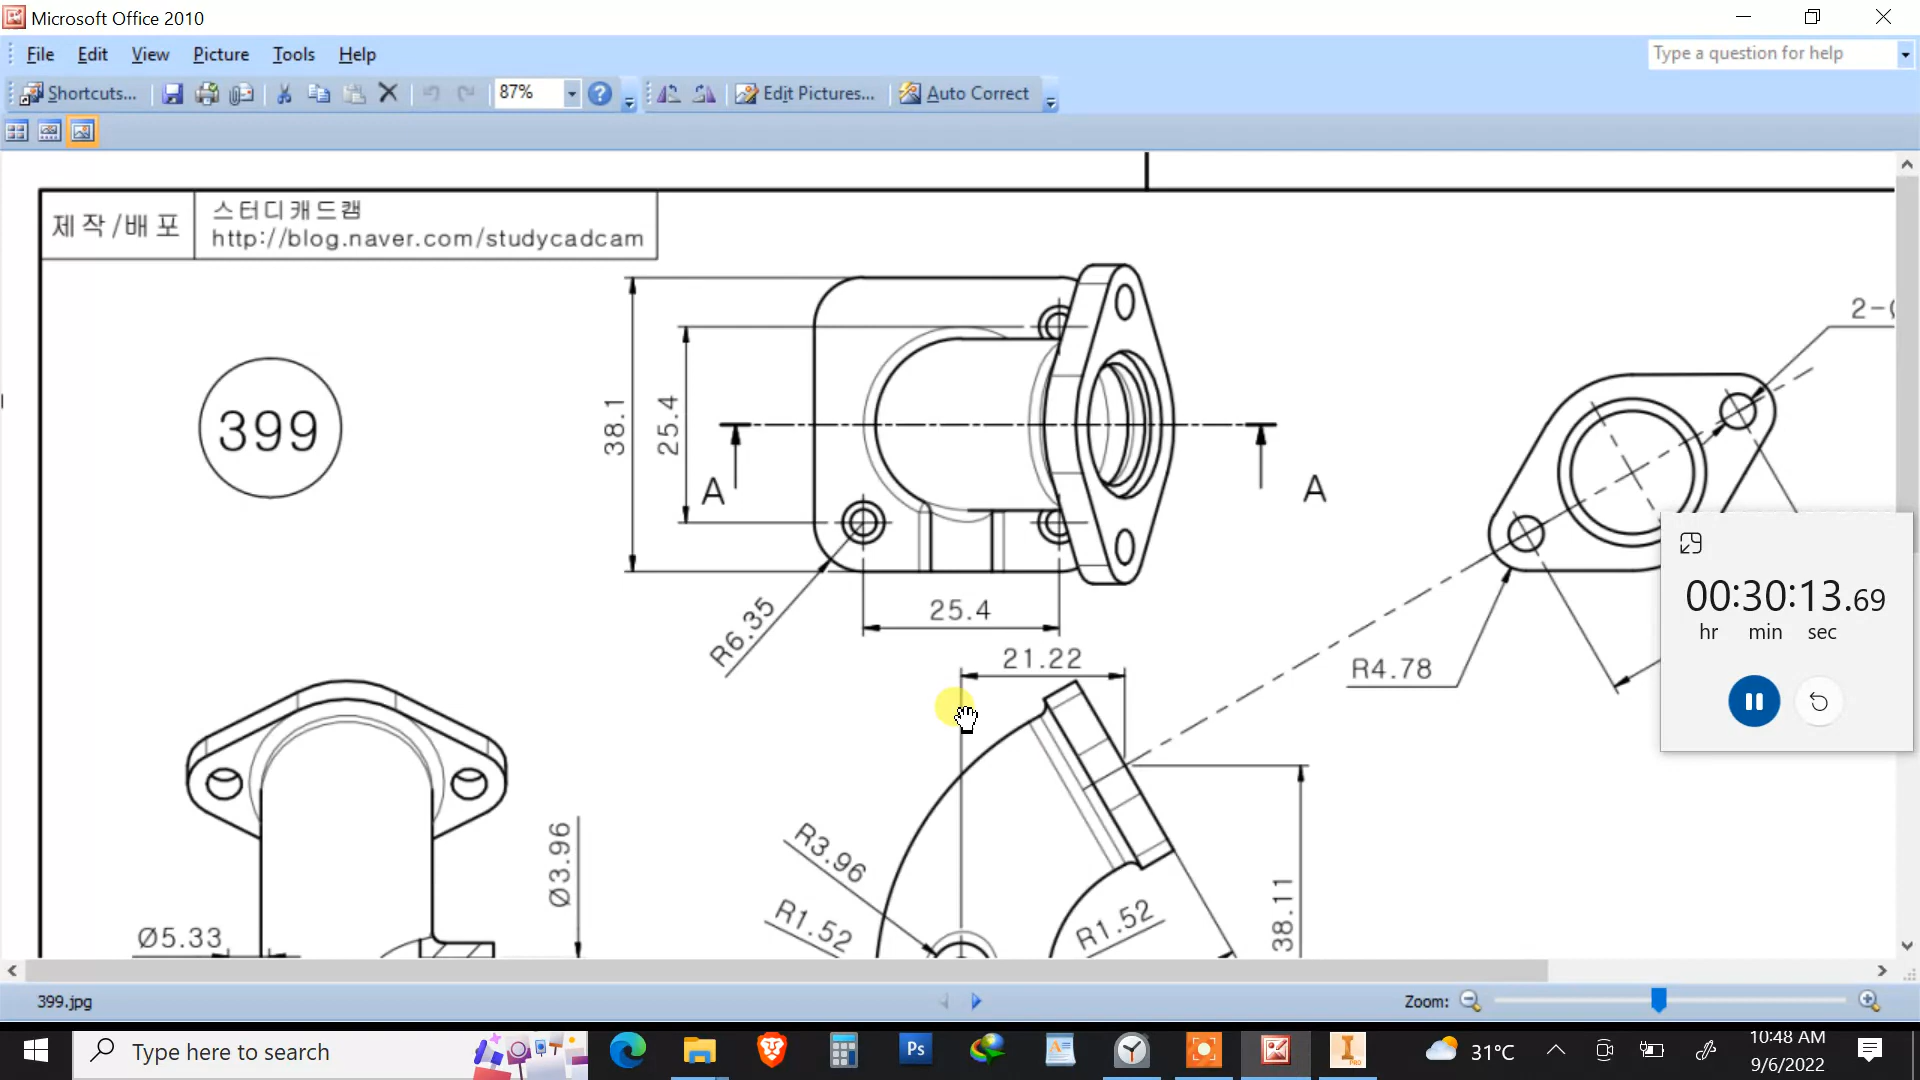 Microsoft Office 2010
File Edit View Picture Tools Help
Type a question for help
Shortcuts...
87%
Edit Pictures...
Auto Correct
제작/배포
스터디캐드캠
http://blog.naver.com/studycadcam
399
38.1
25.4
A
A
R6.35
25.4
21.22
2-
R4.78
00:30:13.69
hr min sec
R3.96
R1.52
R1.52
38.11
Ø3.96
Ø5.33
399.jpg
Zoom:
Type here to search
Ps
I
PRO
31°C
10:48 AM
9/6/2022